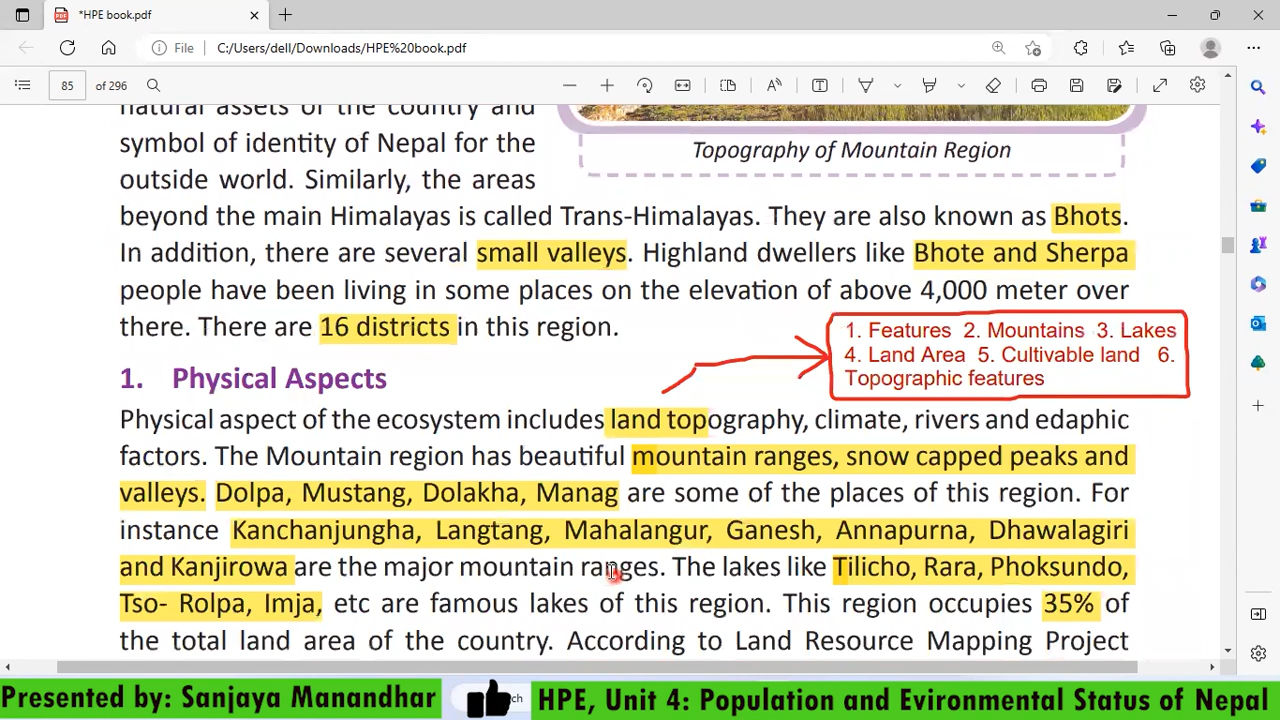 *HPE book.pdf
File
C:/Users/dell/Downloads/HPE%20book.pdf
85
of 296
natural assets of the country and
symbol of identity of Nepal for the
outside world. Similarly, the areas
Topography of Mountain Region
beyond the main Himalayas is called Trans-Himalayas. They are also known as Bhots.
In addition, there are several small valleys. Highland dwellers like Bhote and Sherpa
people have been living in some places on the elevation of above 4,000 meter over
there. There are 16 districts in this region.
1. Features 2. Mountains 3. Lakes
4. Land Area 5. Cultivable land 6.
Topographic features
1. Physical Aspects
Physical aspect of the ecosystem includes land topography, climate, rivers and edaphic
factors. The Mountain region has beautiful mountain ranges, snow capped peaks and
valleys. Dolpa, Mustang, Dolakha, Manag are some of the places of this region. For
instance Kanchanjungha, Langtang, Mahalangur, Ganesh, Annapurna, Dhawalagiri
and Kanjirowa are the major mountain ranges. The lakes like Tilicho, Rara, Phoksundo,
Tso- Rolpa, Imja, etc are famous lakes of this region. This region occupies 35% of
the total land area of the country. According to Land Resource Mapping Project
Presented by: Sanjaya Manandhar
HPE, Unit 4: Population and Evironmental Status of Nepal